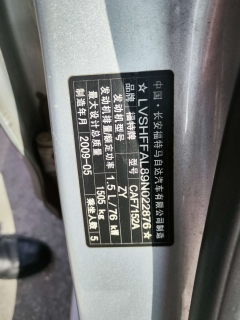 中国·长安福特马自达汽车有限公司制造
★LVSHFFAL89N022876★
品牌 福特牌 型号 CAF7152A
发动机型号 ZY
发动机排量/额定功率 1.5 L/76 kW
最大设计总质量 1505 kg
制造年月 2009-05 乘坐人数 5